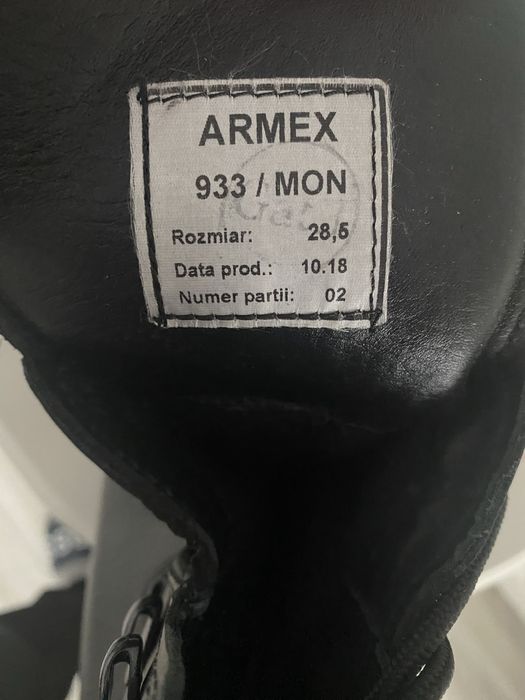 ARMEX
933 / MON
Rozmiar: 28,5
Data prod.: 10.18
Numer partii: 02